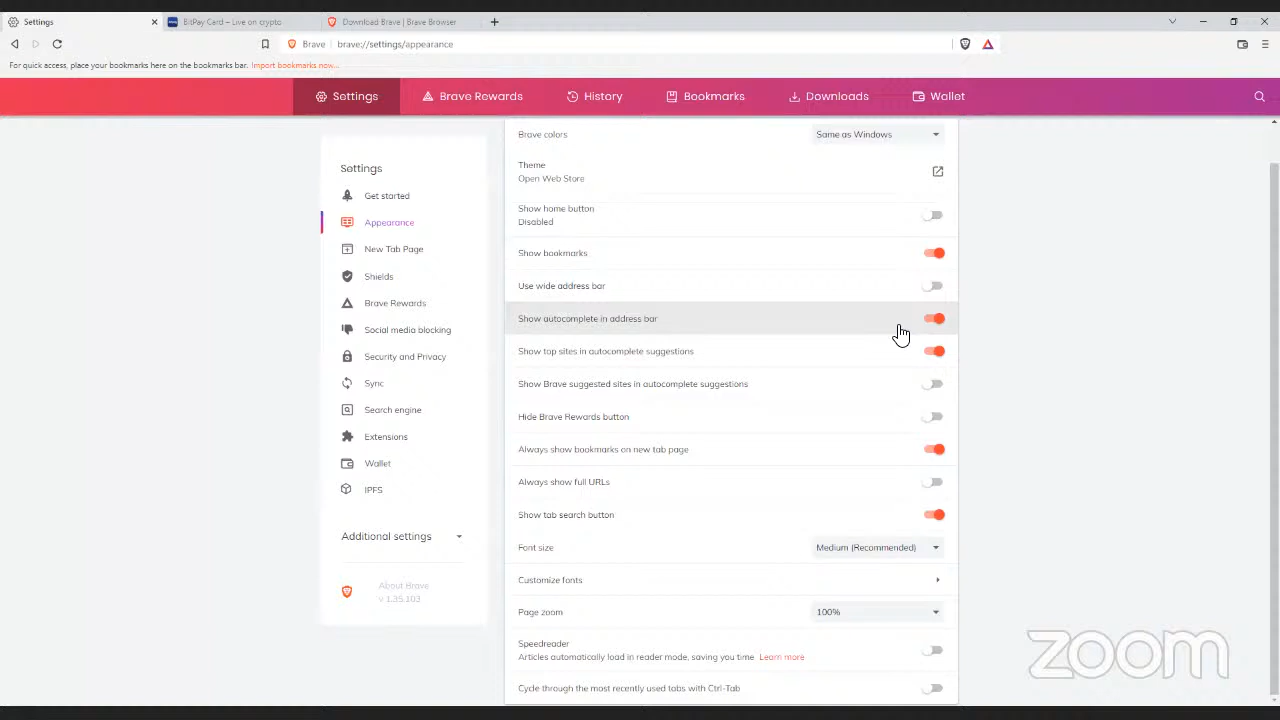 Settings
BitPay Card – Live on crypto
Download Brave | Brave Browser
Brave | brave://settings/appearance
For quick access, place your bookmarks here on the bookmarks bar. Import bookmarks now...
Settings
Brave Rewards
History
Bookmarks
Downloads
Wallet
Settings
Get started
Appearance
New Tab Page
Shields
Brave Rewards
Social media blocking
Security and Privacy
Sync
Search engine
Extensions
Wallet
IPFS
Additional settings
About Brave
v 1.35.103
Brave colors
Same as Windows
Theme
Open Web Store
Show home button
Disabled
Show bookmarks
Use wide address bar
Show autocomplete in address bar
Show top sites in autocomplete suggestions
Show Brave suggested sites in autocomplete suggestions
Hide Brave Rewards button
Always show bookmarks on new tab page
Always show full URLs
Show tab search button
Font size
Medium (Recommended)
Customize fonts
Page zoom
100%
Speedreader
Articles automatically load in reader mode, saving you time Learn more
Cycle through the most recently used tabs with Ctrl-Tab
zoom